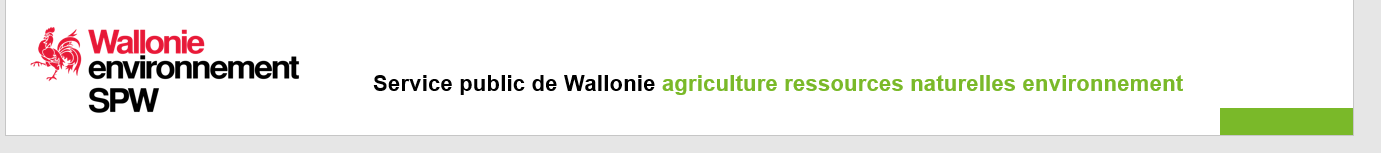 Wallonie
environnement
SPW
Service public de Wallonie agriculture ressources naturelles environnement